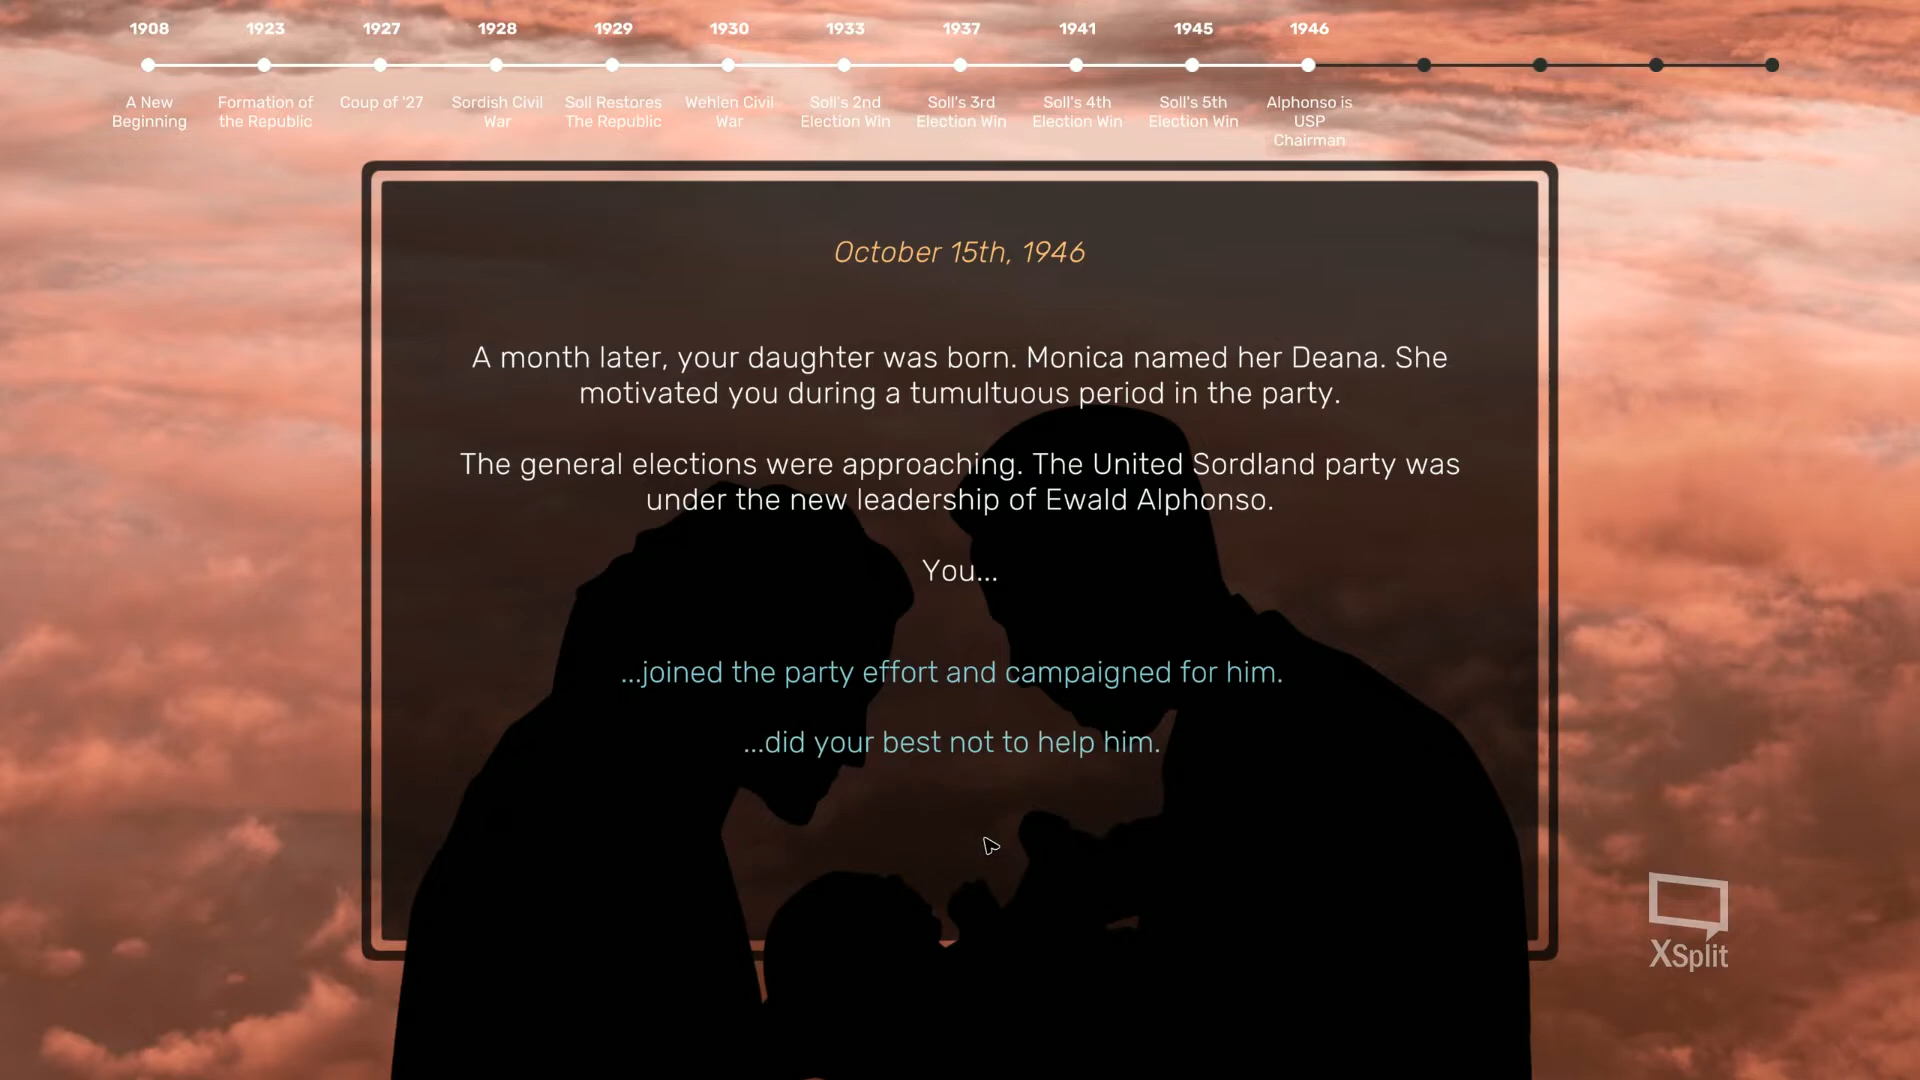 1908 1923 1927 1928 1929 1930 1933 1937 1941 1945 1946
A New Beginning
Formation of the Republic
Coup of '27
Sordish Civil War
Soll Restores The Republic
Wehlen Civil War
Soll's 2nd Election Win
Soll's 3rd Election Win
Soll's 4th Election Win
Soll's 5th Election Win
Alphonso is USP Chairman
October 15th, 1946
A month later, your daughter was born. Monica named her Deana. She
motivated you during a tumultuous period in the party.
The general elections were approaching. The United Sordland party was
under the new leadership of Ewald Alphonso.
You...
...joined the party effort and campaigned for him.
...did your best not to help him.
XSplit